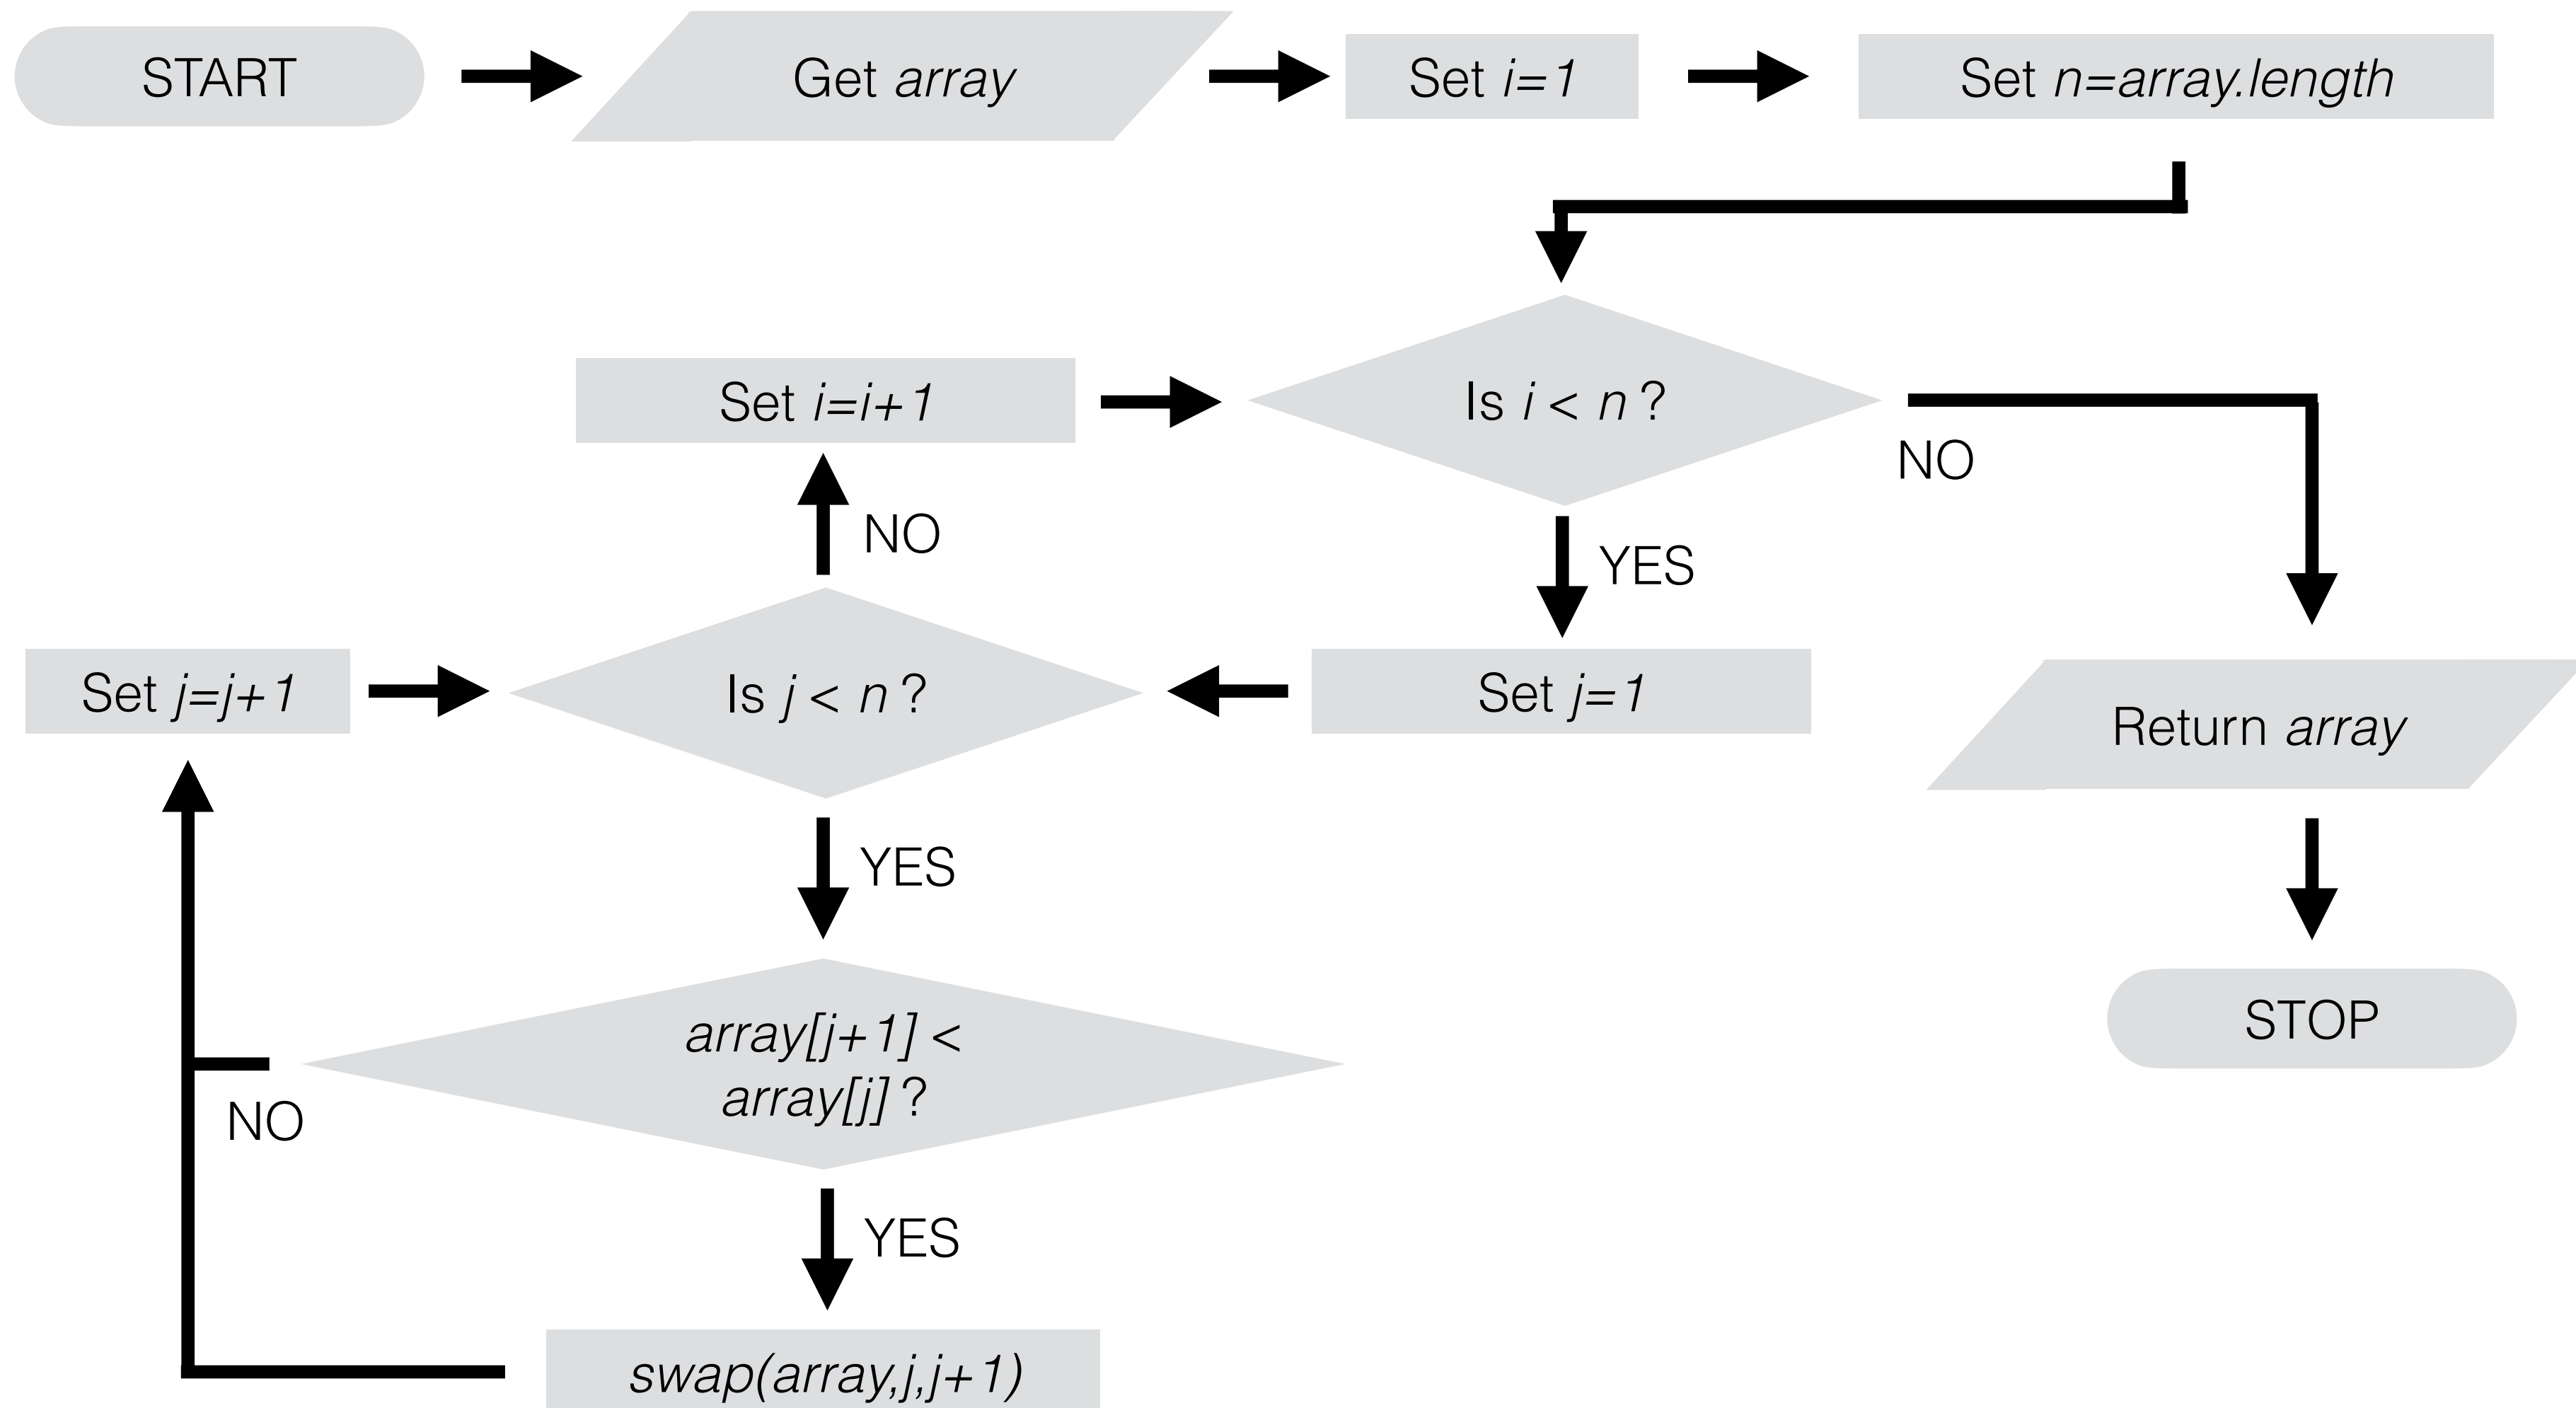 START
Get array
Set i=1
Set n=array.length
Set i=i+1
Is i < n ?
NO
NO
YES
Set j=j+1
Is j < n ?
Set j=1
Return array
YES
array[j+1] <
array[j] ?
STOP
NO
YES
swap(array,j,j+1)